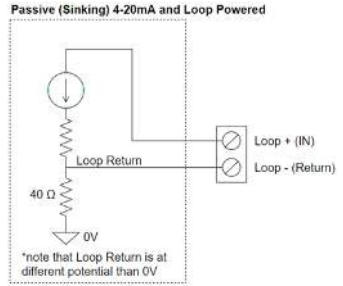 Passive (Sinking) 4-20mA and Loop Powered
Loop + (IN)
Loop Return
Loop - (Return)
40 Ω
0V
*note that Loop Return is at
different potential than 0V